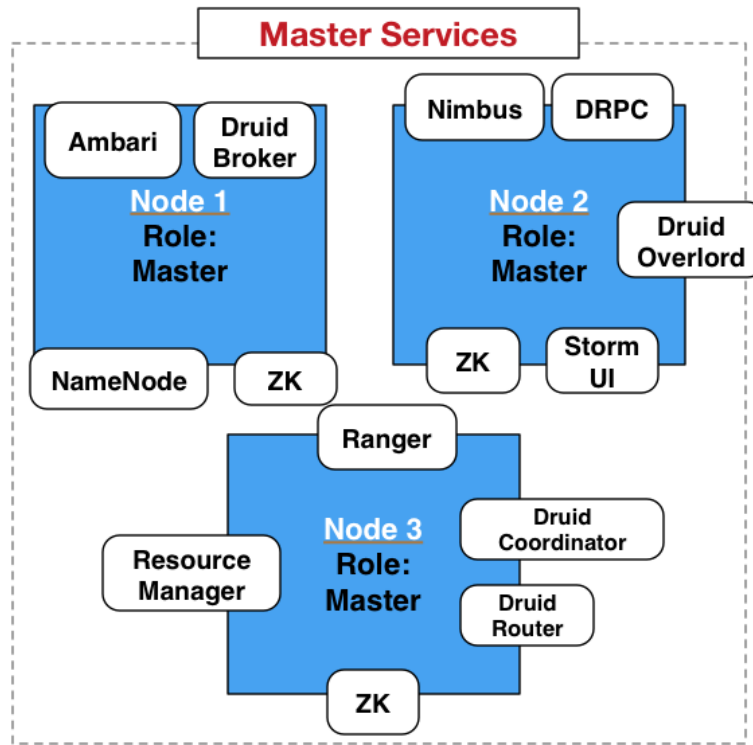 Master Services
Ambari
Druid
Broker
Node 1
Role:
Master
NameNode
ZK
Nimbus
DRPC
Node 2
Role:
Master
Druid
Overlord
ZK
Storm
UI
Ranger
Node 3
Role:
Master
Resource
Manager
Druid
Coordinator
Druid
Router
ZK